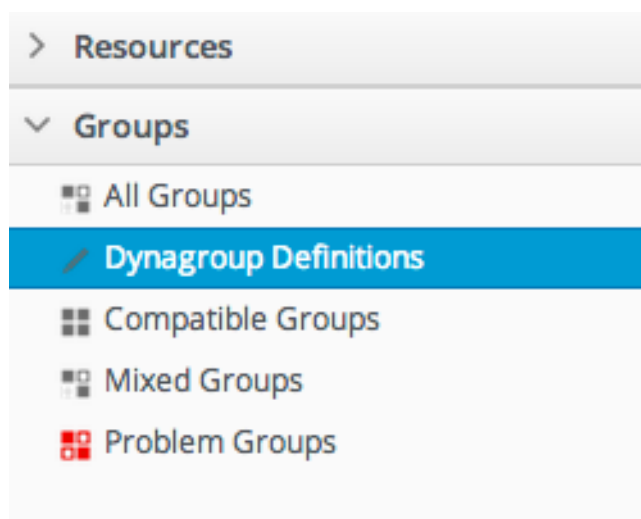 Resources
Groups
All Groups
Dynagroup Definitions
Compatible Groups
Mixed Groups
Problem Groups